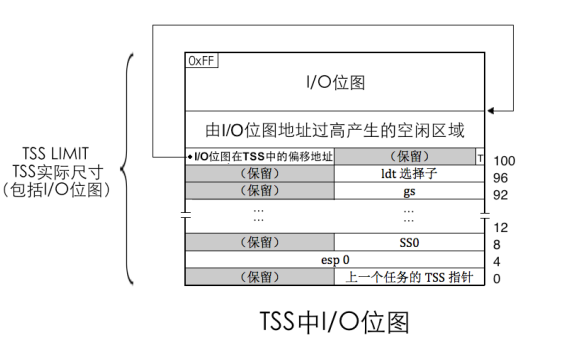 0xFF
I/O位图
由I/O位图地址过高产生的空闲区域
TSS LIMIT
TSS实际尺寸
(包括I/O位图)
I/O位图在TSS中的偏移地址 (保留) T 100
(保留) ldt 选择子 96
(保留) gs 92
... ...
... ...
12
(保留) SS0 8
esp 0 4
(保留) 上一个任务的 TSS 指针 0
TSS中I/O位图